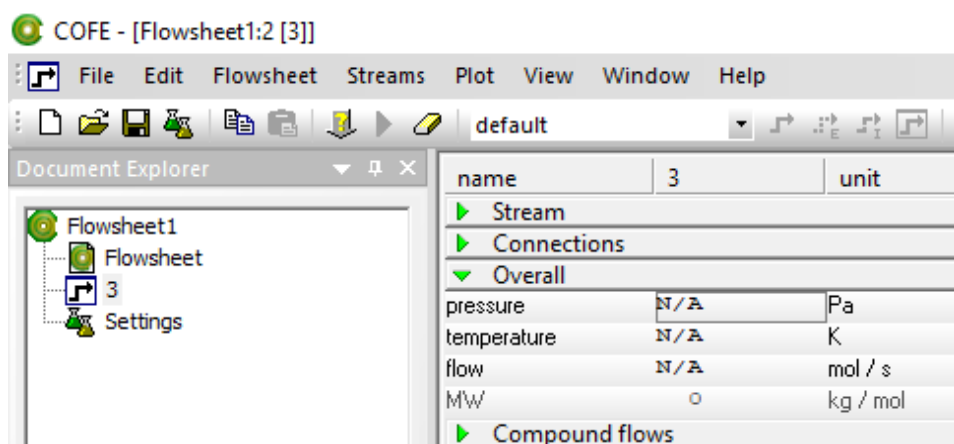 COFE - [Flowsheet1:2 [3]]
File Edit Flowsheet Streams Plot View Window Help
default E I
Document Explorer
Flowsheet1
Flowsheet
3
Settings
name 3 unit
Stream
Connections
Overall
pressure N/A Pa
temperature N/A K
flow N/A mol / s
MW 0 kg / mol
Compound flows